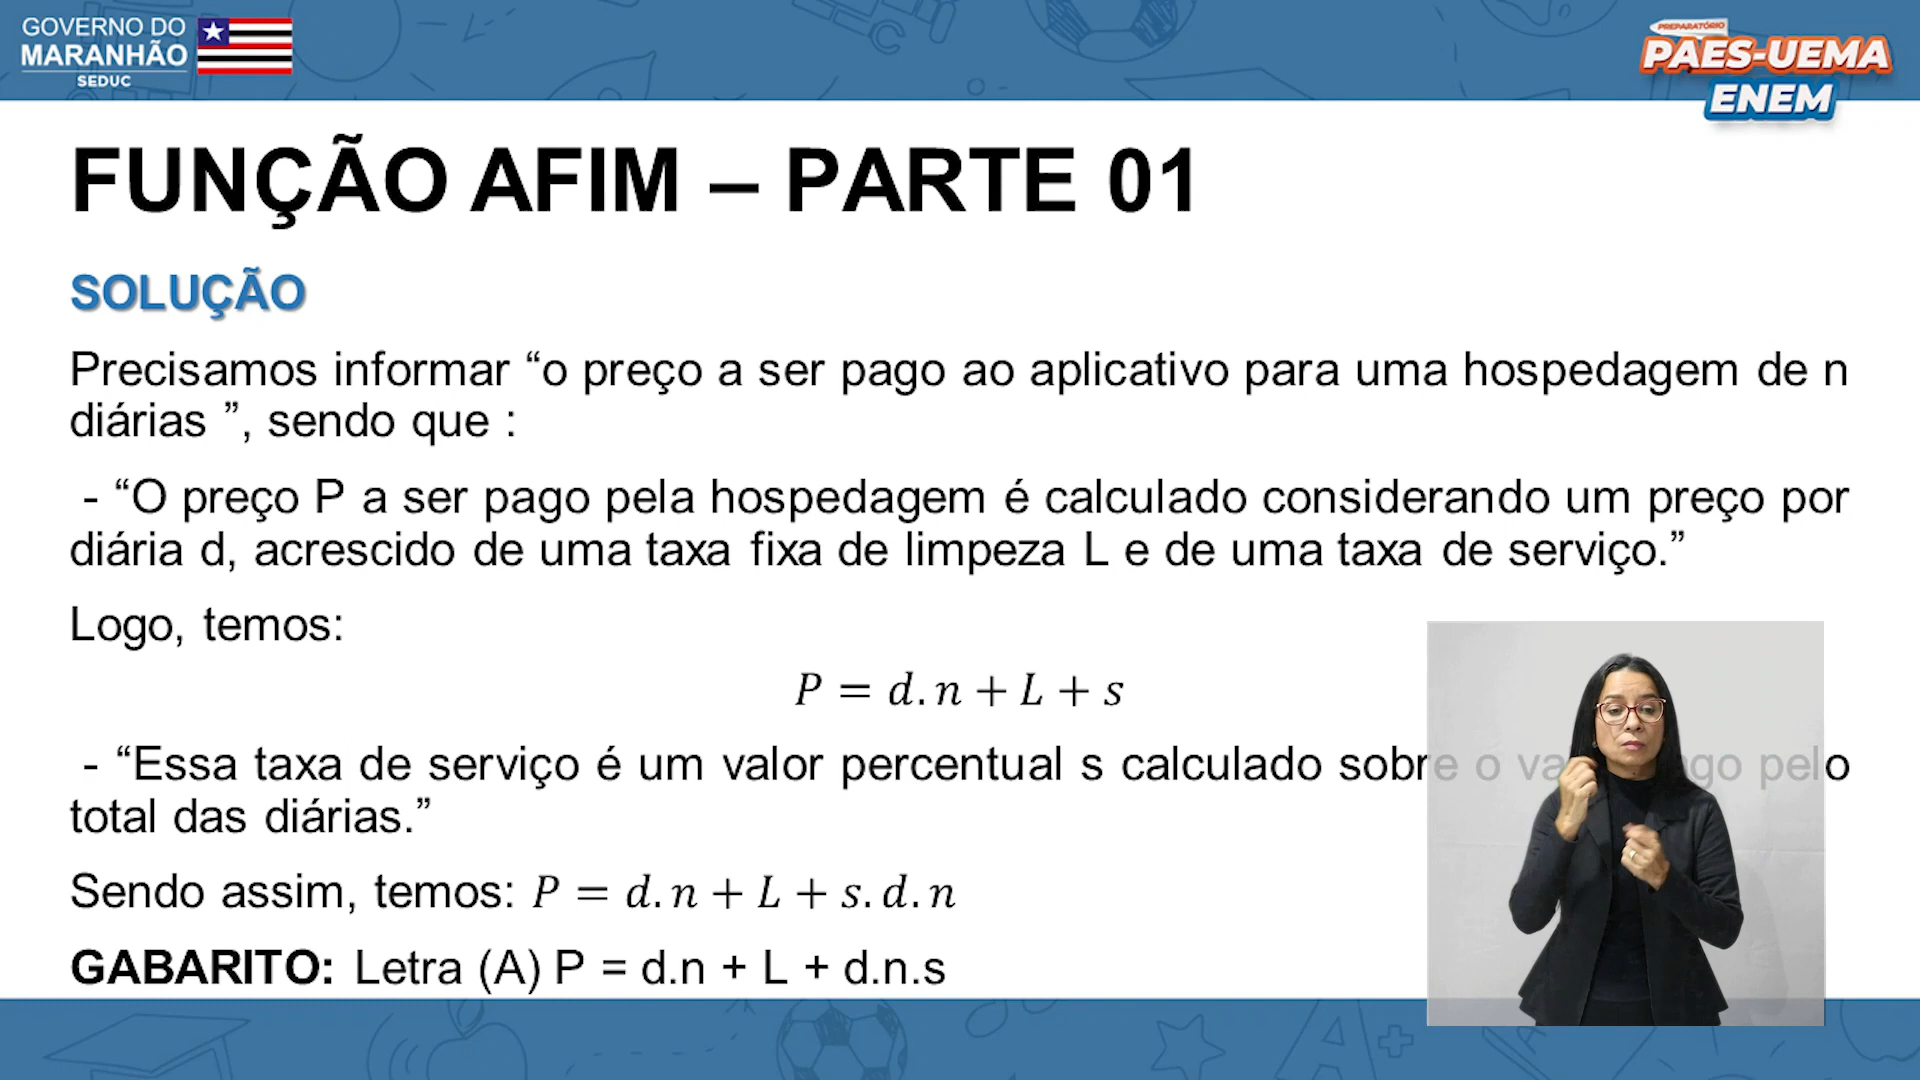 GOVERNO DO
MARANHÃO
SEDUC
PREPARATÓRIO
PAES-UEMA
ENEM
FUNÇÃO AFIM – PARTE 01
SOLUÇÃO
Precisamos informar “o preço a ser pago ao aplicativo para uma hospedagem de n
diárias ”, sendo que :
- “O preço P a ser pago pela hospedagem é calculado considerando um preço por
diária d, acrescido de uma taxa fixa de limpeza L e de uma taxa de serviço.”
Logo, temos:
P = d. n + L + s
- “Essa taxa de serviço é um valor percentual s calculado sobre o pelo
total das diárias.”
Sendo assim, temos: P = d. n + L + s. d. n
GABARITO: Letra (A) P = d.n + L + d.n.s